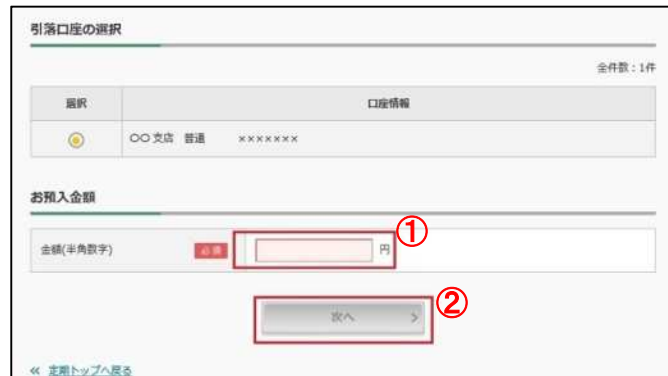 引落口座の選択
全件数：1件
選択 口座情報
○○支店 普通 ×××××××
お預入金額
金額(半角数字) 必須 円 ①
次へ > ②
« 定期トップへ戻る